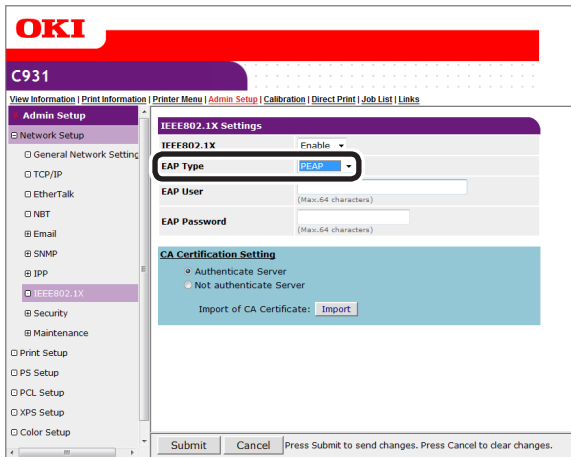 OKI
C931
View Information | Print Information | Printer Menu | Admin Setup | Calibration | Direct Print | Job List | Links
Admin Setup
Network Setup
General Network Setting
TCP/IP
EtherTalk
NBT
Email
SNMP
IPP
IEEE802.1X
Security
Maintenance
Print Setup
PS Setup
PCL Setup
XPS Setup
Color Setup
IEEE802.1X Settings
IEEE802.1X Enable
EAP Type PEAP
EAP User
(Max.64 characters)
EAP Password
(Max.64 characters)
CA Certification Setting
Authenticate Server
Not authenticate Server
Import of CA Certificate: Import
Submit Cancel Press Submit to send changes. Press Cancel to clear changes.